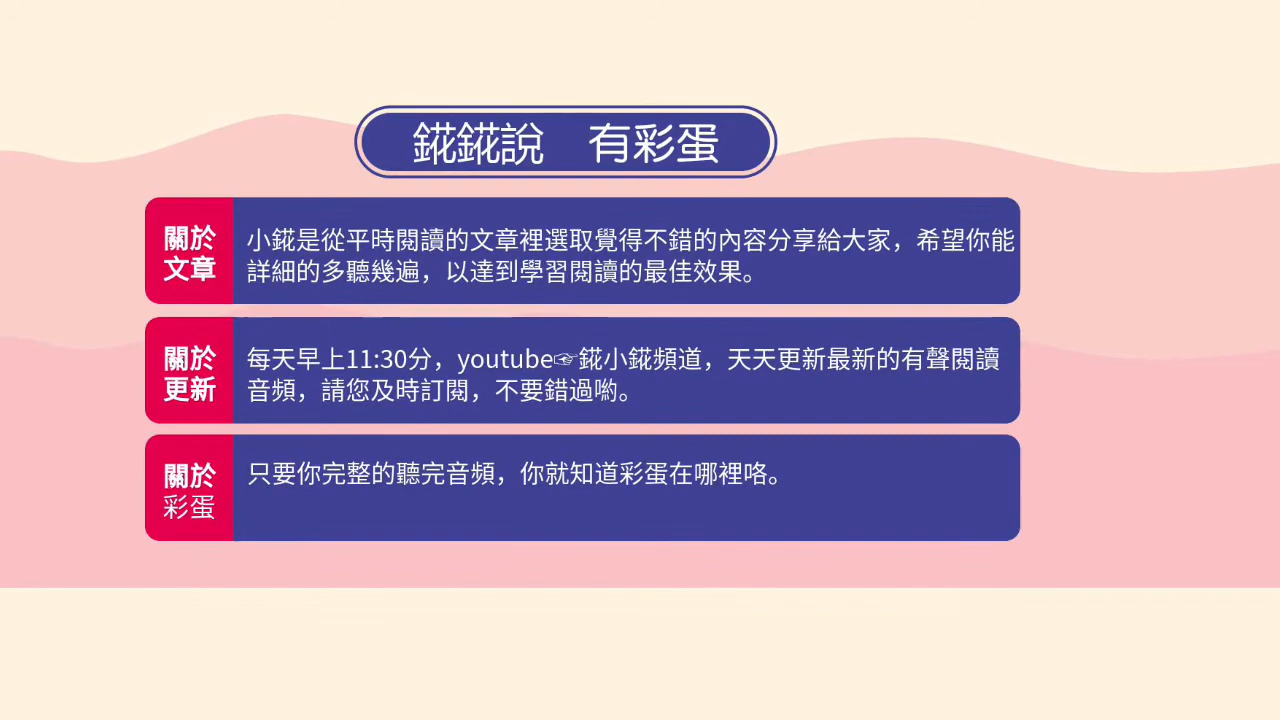 錵錵說 有彩蛋
關於
文章
小錵是從平時閱讀的文章裡選取覺得不錯的內容分享給大家，希望你能
詳細的多聽幾遍，以達到學習閱讀的最佳效果。
關於
更新
每天早上11:30分，youtube☞錵小錵頻道，天天更新最新的有聲閱讀
音頻，請您及時訂閱，不要錯過喲。
關於
彩蛋
只要你完整的聽完音頻，你就知道彩蛋在哪裡咯。